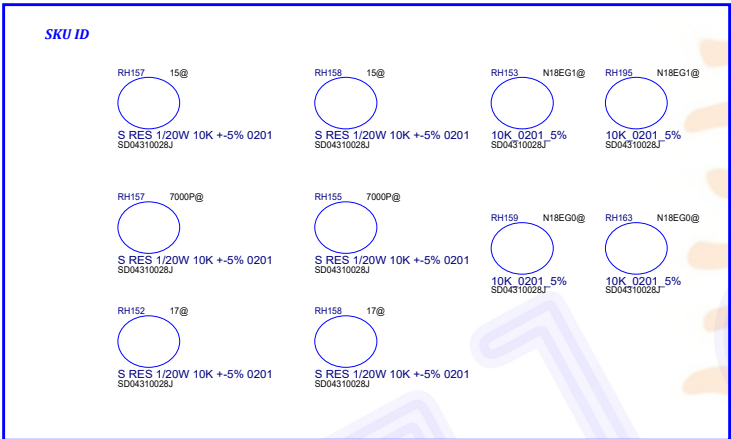 SKU ID
RH157 15@
S RES 1/20W 10K +-5% 0201
SD04310028J
RH158 15@
S RES 1/20W 10K +-5% 0201
SD04310028J
RH153 N18EG1@
10K_0201_5%
SD04310028J
RH195 N18EG1@
10K_0201_5%
SD04310028J
RH157 7000P@
S RES 1/20W 10K +-5% 0201
SD04310028J
RH155 7000P@
S RES 1/20W 10K +-5% 0201
SD04310028J
RH159 N18EG0@
10K_0201_5%
SD04310028J
RH163 N18EG0@
10K_0201_5%
SD04310028J
RH152 17@
S RES 1/20W 10K +-5% 0201
SD04310028J
RH158 17@
S RES 1/20W 10K +-5% 0201
SD04310028J